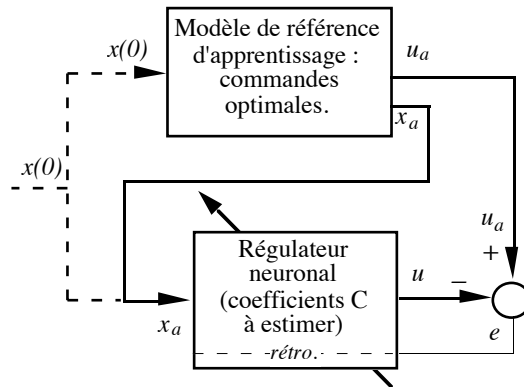 Modèle de référence
d'apprentissage :
commandes
optimales.
x(0)
u_a
x_a
x(0)
u_a
+
Régulateur
neuronal
(coefficients C
à estimer)
rétro.
x_a
u
−
e